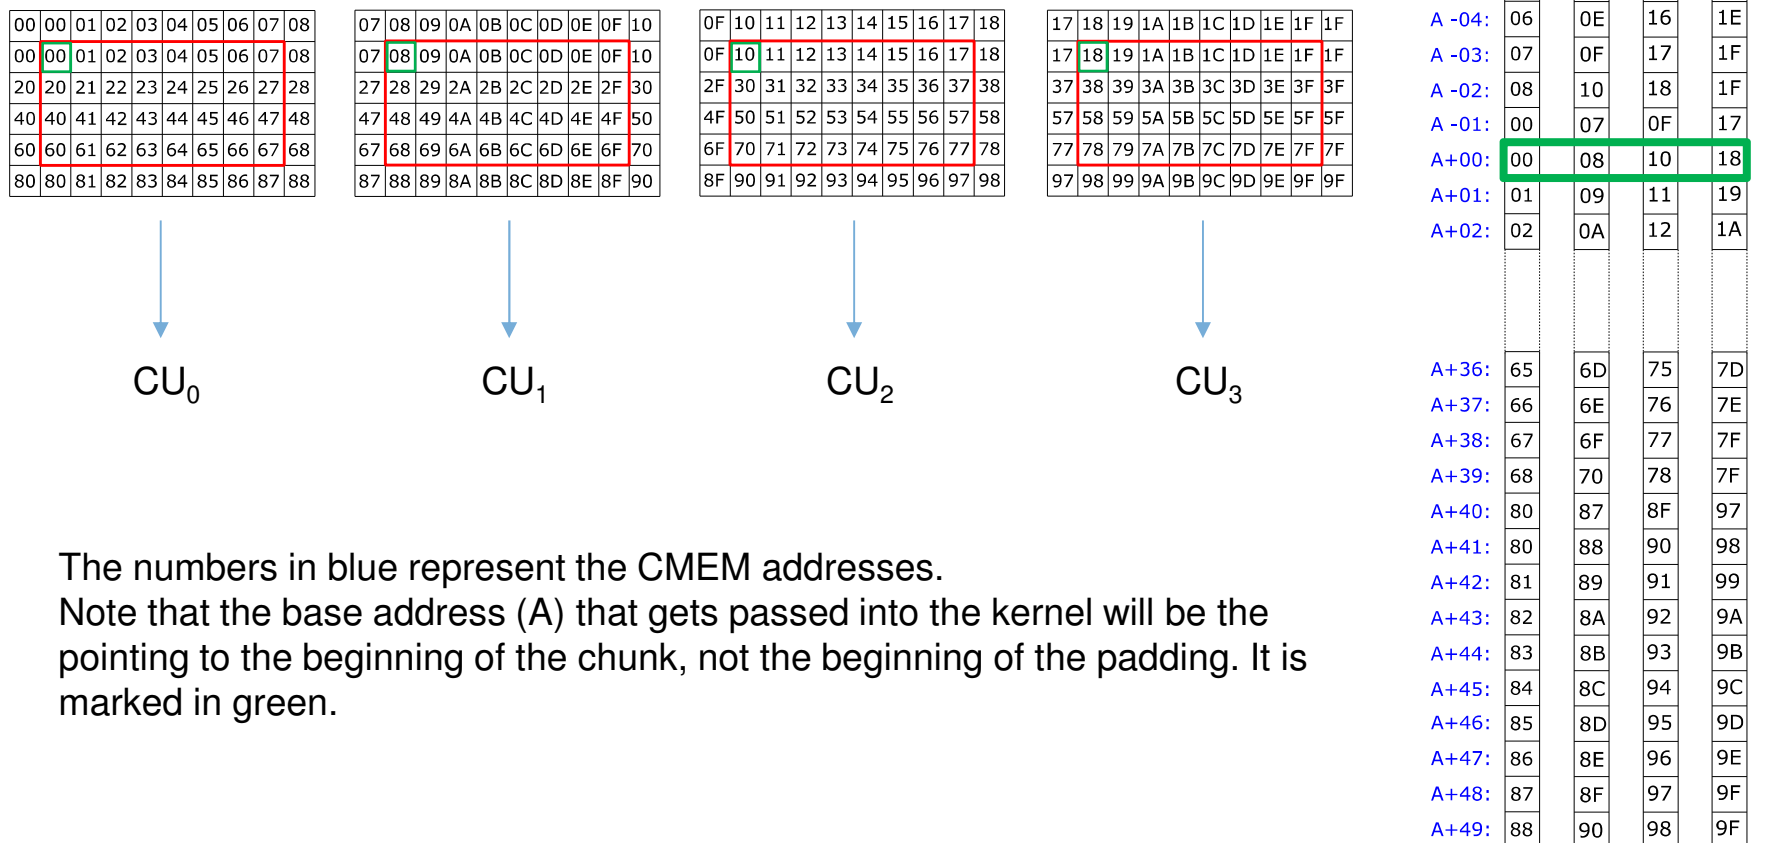 00 00 01 02 03 04 05 06 07 08
00 00 01 02 03 04 05 06 07 08
20 20 21 22 23 24 25 26 27 28
40 40 41 42 43 44 45 46 47 48
60 60 61 62 63 64 65 66 67 68
80 80 81 82 83 84 85 86 87 88
CU0
07 08 09 0A 0B 0C 0D 0E 0F 10
07 08 09 0A 0B 0C 0D 0E 0F 10
27 28 29 2A 2B 2C 2D 2E 2F 30
47 48 49 4A 4B 4C 4D 4E 4F 50
67 68 69 6A 6B 6C 6D 6E 6F 70
87 88 89 8A 8B 8C 8D 8E 8F 90
CU1
0F 10 11 12 13 14 15 16 17 18
0F 10 11 12 13 14 15 16 17 18
2F 30 31 32 33 34 35 36 37 38
4F 50 51 52 53 54 55 56 57 58
6F 70 71 72 73 74 75 76 77 78
8F 90 91 92 93 94 95 96 97 98
CU2
17 18 19 1A 1B 1C 1D 1E 1F 1F
17 18 19 1A 1B 1C 1D 1E 1F 1F
37 38 39 3A 3B 3C 3D 3E 3F 3F
57 58 59 5A 5B 5C 5D 5E 5F 5F
77 78 79 7A 7B 7C 7D 7E 7F 7F
97 98 99 9A 9B 9C 9D 9E 9F 9F
CU3
The numbers in blue represent the CMEM addresses.
Note that the base address (A) that gets passed into the kernel will be the
pointing to the beginning of the chunk, not the beginning of the padding. It is
marked in green.
A -04: 06 0E 16 1E
A -03: 07 0F 17 1F
A -02: 08 10 18 1F
A -01: 00 07 0F 17
A+00: 00 08 10 18
A+01: 01 09 11 19
A+02: 02 0A 12 1A
A+36: 65 6D 75 7D
A+37: 66 6E 76 7E
A+38: 67 6F 77 7F
A+39: 68 70 78 7F
A+40: 80 87 8F 97
A+41: 80 88 90 98
A+42: 81 89 91 99
A+43: 82 8A 92 9A
A+44: 83 8B 93 9B
A+45: 84 8C 94 9C
A+46: 85 8D 95 9D
A+47: 86 8E 96 9E
A+48: 87 8F 97 9F
A+49: 88 90 98 9F